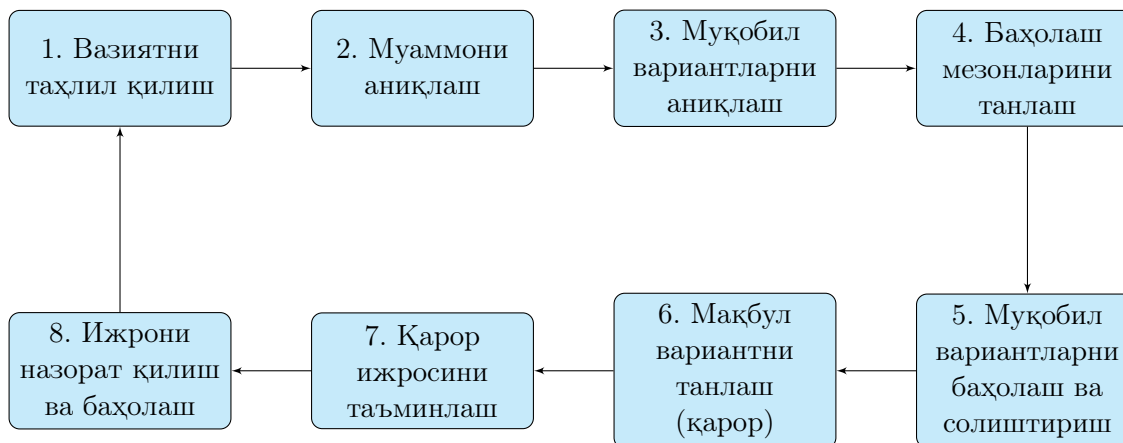 1. Вазиятни
таҳлил қилиш
2. Муаммони
аниқлаш
3. Муқобил
вариантларни
аниқлаш
4. Баҳолаш
мезонларини
танлаш
5. Муқобил
вариантларни
баҳолаш ва
солиштириш
6. Мақбул
вариантни
танлаш
(қарор)
7. Қарор
ижросини
таъминлаш
8. Ижрони
назорат қилиш
ва баҳолаш